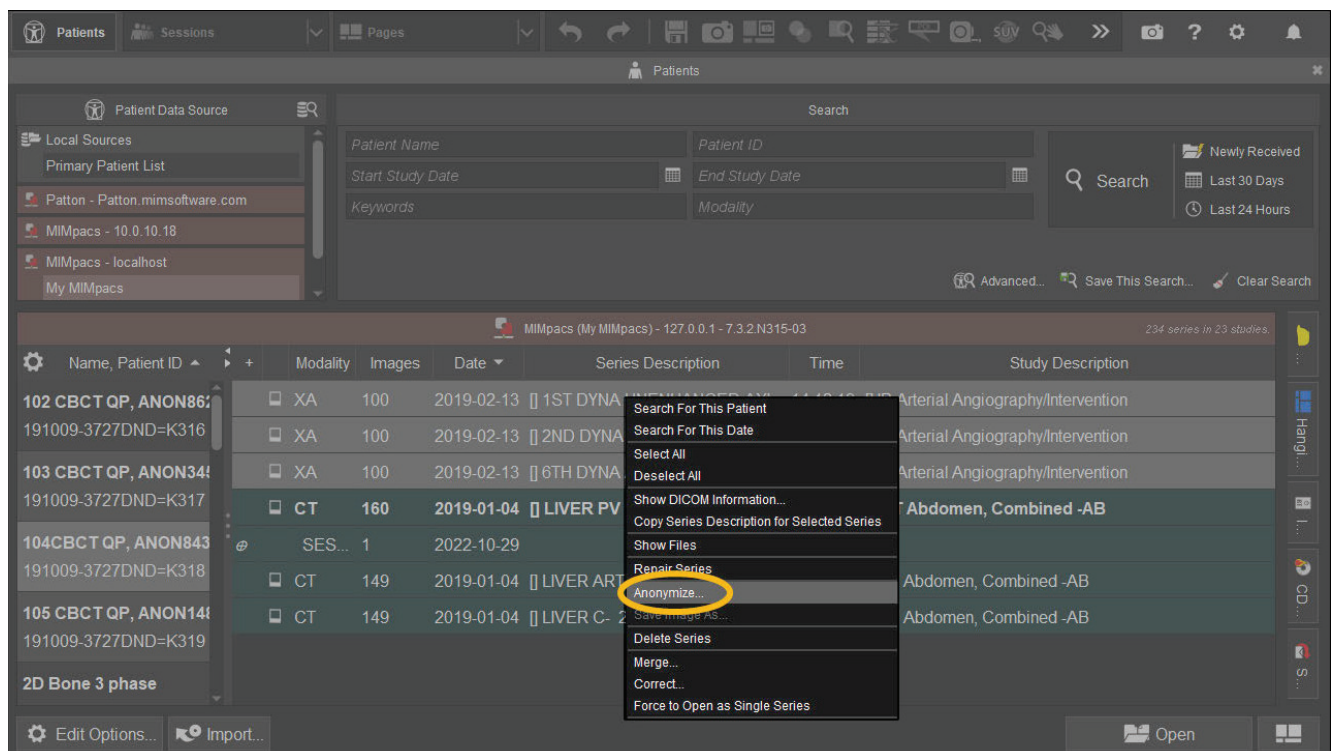 Patients Sessions Pages SUV ?
Patients
Patient Data Source Search
Local Sources
Primary Patient List
Patton - Patton.mimsoftware.com
MIMpacs - 10.0.10.18
MIMpacs - localhost
My MIMpacs
Patient Name Patient ID
Start Study Date End Study Date
Keywords Modality
Search
Newly Received
Last 30 Days
Last 24 Hours
Advanced... Save This Search... Clear Search
MIMpacs (My MIMpacs) - 127.0.0.1 - 7.3.2.N315-03 234 series in 23 studies.
Name, Patient ID + Modality Images Date Series Description Time Study Description
102 CBCT QP, ANON862
191009-3727DND=K316
103 CBCT QP, ANON345
191009-3727DND=K317
104CBCT QP, ANON843
191009-3727DND=K318
105 CBCT QP, ANON148
191009-3727DND=K319
2D Bone 3 phase
XA 100 2019-02-13 [] 1ST DYNA Arterial Angiography/Intervention
XA 100 2019-02-13 [] 2ND DYNA Arterial Angiography/Intervention
XA 100 2019-02-13 [] 6TH DYNA Arterial Angiography/Intervention
CT 160 2019-01-04 [] LIVER PV Abdomen, Combined -AB
SES... 1 2022-10-29
CT 149 2019-01-04 [] LIVER ART Abdomen, Combined -AB
CT 149 2019-01-04 [] LIVER C- 2 Abdomen, Combined -AB
Search For This Patient
Search For This Date
Select All
Deselect All
Show DICOM Information...
Copy Series Description for Selected Series
Show Files
Repair Series
Anonymize...
Save Image As...
Delete Series
Merge...
Correct...
Force to Open as Single Series
...
Hangi...
I...
CD...
S...
Edit Options... Import... Open